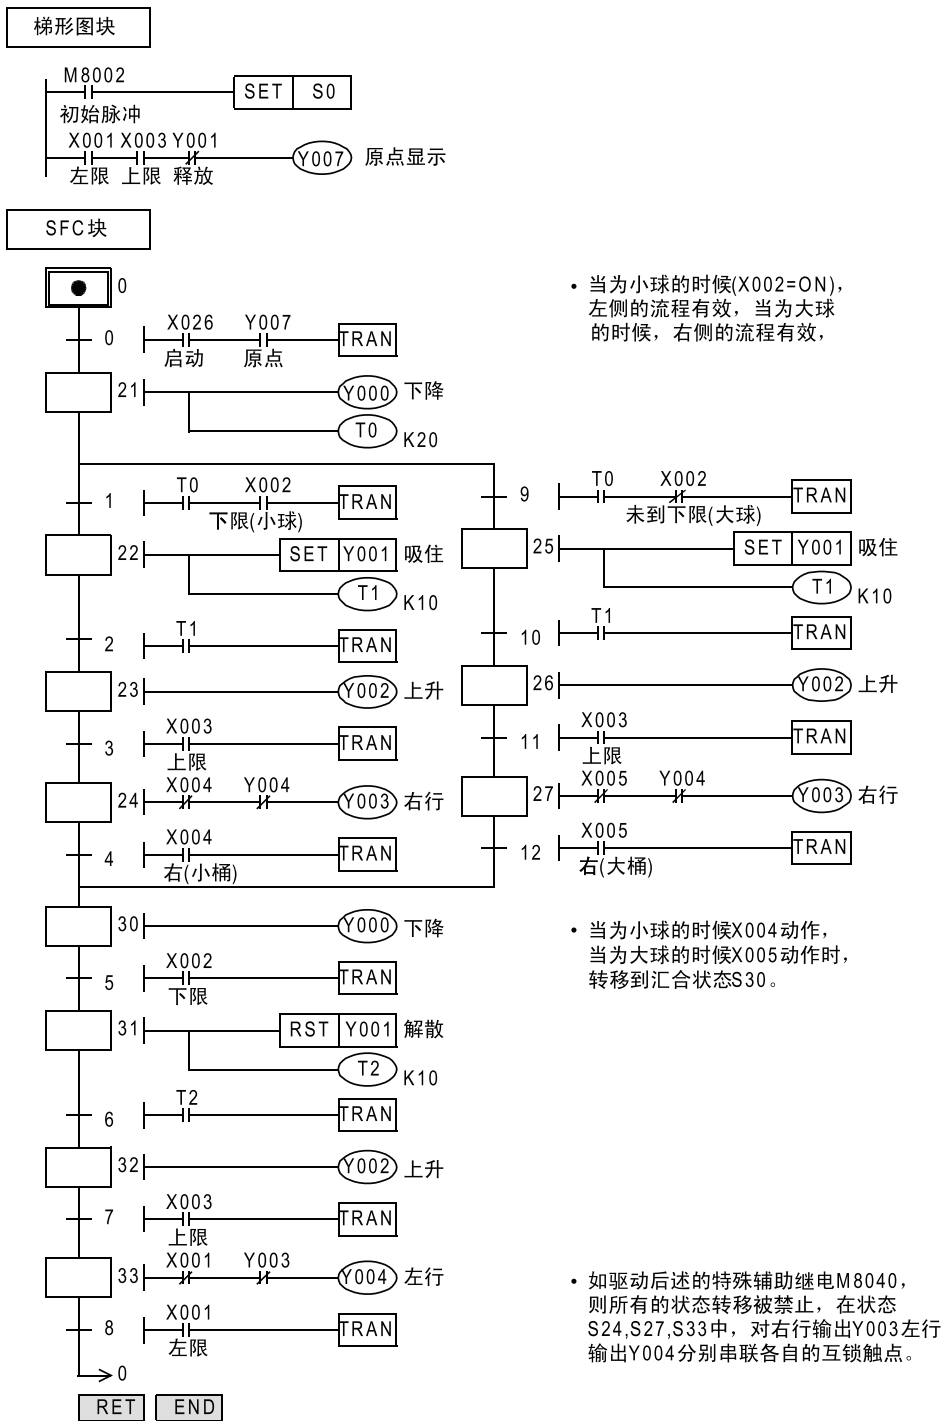 梯形图块
M8002
SET S0
初始脉冲
X001 X003 Y001
Y007 原点显示
左限 上限 释放
SFC块
0
• 当为小球的时候(X002=ON)，
左侧的流程有效，当为大球
的时候，右侧的流程有效，
0 X026 Y007 TRAN
启动 原点
21 Y000 下降
T0 K20
1 T0 X002 TRAN
下限(小球)
9 T0 X002 TRAN
未到下限(大球)
22 SET Y001 吸住
T1 K10
25 SET Y001 吸住
T1 K10
2 T1 TRAN
10 T1 TRAN
23 Y002 上升
26 Y002 上升
3 X003 TRAN
上限
11 X003 TRAN
上限
24 X004 Y004 Y003 右行
27 X005 Y004 Y003 右行
4 X004 TRAN
右(小桶)
12 X005 TRAN
右(大桶)
30 Y000 下降
• 当为小球的时候X004动作，
当为大球的时候X005动作时，
转移到汇合状态S30。
5 X002 TRAN
下限
31 RST Y001 解散
T2 K10
6 T2 TRAN
32 Y002 上升
7 X003 TRAN
上限
33 X001 Y003 Y004 左行
• 如驱动后述的特殊辅助继电M8040，
则所有的状态转移被禁止，在状态
S24,S27,S33中，对右行输出Y003左行
输出Y004分别串联各自的互锁触点。
8 X001 TRAN
左限
0
RET END